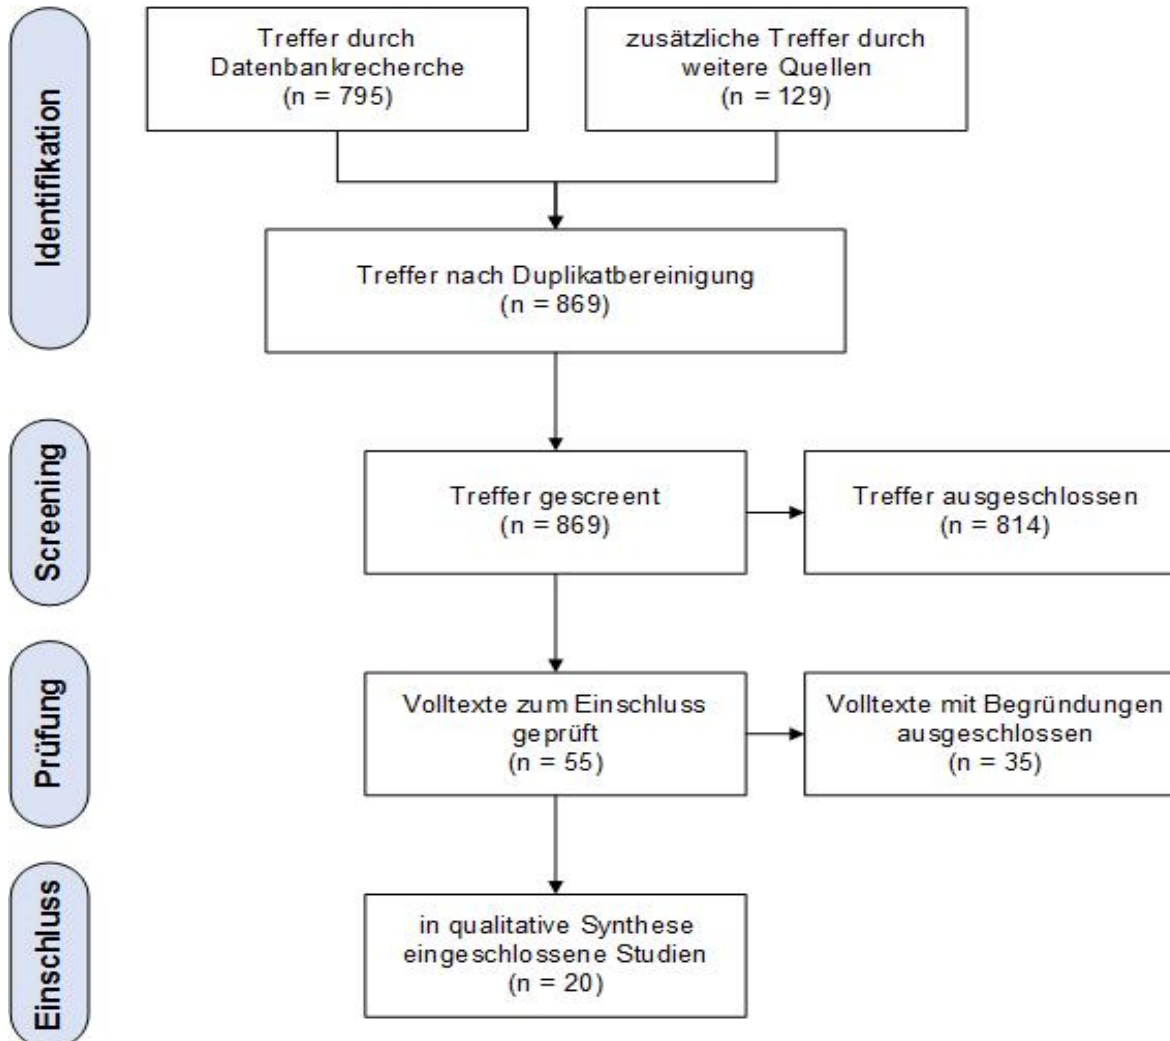 Identifikation
Treffer durch
Datenbankrecherche
(n = 795)
zusätzliche Treffer durch
weitere Quellen
(n = 129)
Treffer nach Duplikatbereinigung
(n = 869)
Screening
Treffer gescreent
(n = 869)
Treffer ausgeschlossen
(n = 814)
Prüfung
Volltexte zum Einschluss
geprüft
(n = 55)
Volltexte mit Begründungen
ausgeschlossen
(n = 35)
Einschluss
in qualitative Synthese
eingeschlossene Studien
(n = 20)